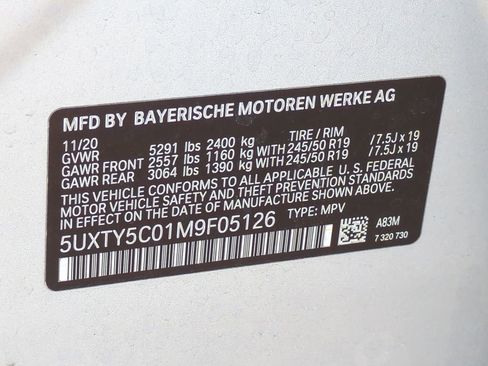 MFD BY BAYERISCHE MOTOREN WERKE AG
11/20 TIRE / RIM
GVWR 5291 lbs 2400 kg
GAWR FRONT 2557 lbs 1160 kg WITH 245/50 R19 / 7.5J x 19
GAWR REAR 3064 lbs 1390 kg WITH 245/50 R19 / 7.5J x 19
THIS VEHICLE CONFORMS TO ALL APPLICABLE U.S. FEDERAL
MOTOR VEHICLE SAFETY, BUMPER, AND THEFT PREVENTION STANDARDS
IN EFFECT ON THE DATE OF MANUFACTURE SHOWN ABOVE.
5UXTY5C01M9F05126 TYPE: MPV A83M
7 320 730